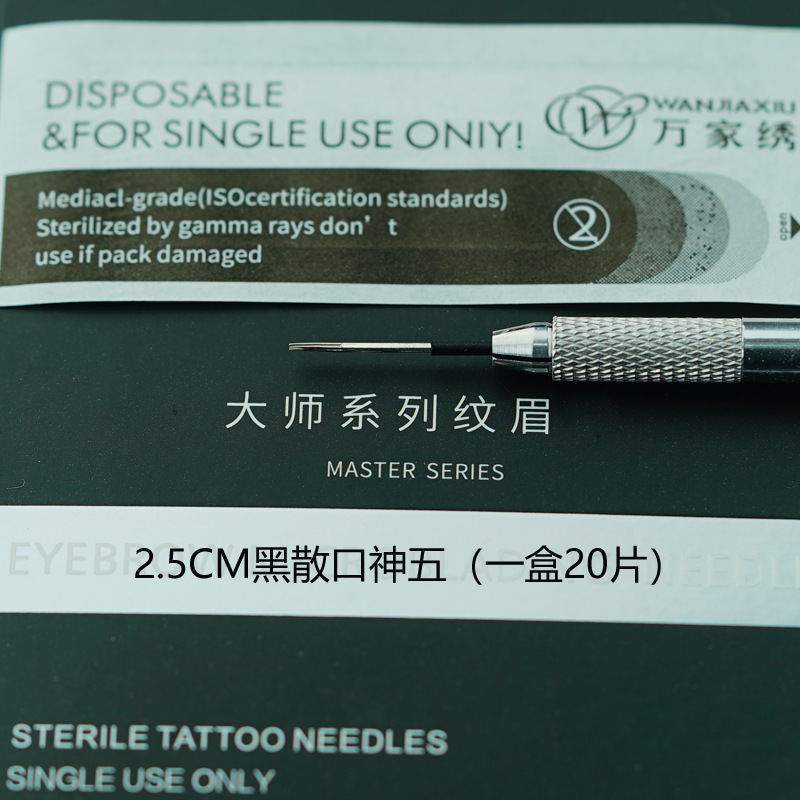 DISPOSABLE
&FOR SINGLE USE ONIY!
WANJIAXIU
万家绣
Mediacl-grade(ISOcertification standards)
Sterilized by gamma rays don't
use if pack damaged
2
open
大师系列纹眉
MASTER SERIES
2.5CM黑散口神五（一盒20片）
STERILE TATTOO NEEDLES
SINGLE USE ONLY